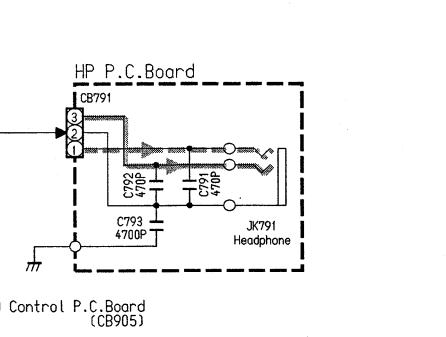 HP P.C.Board
CB791
3
2
1
C792
470P
C791
470P
C793
4700P
JK791
Headphone
Control P.C.Board
(CB905)